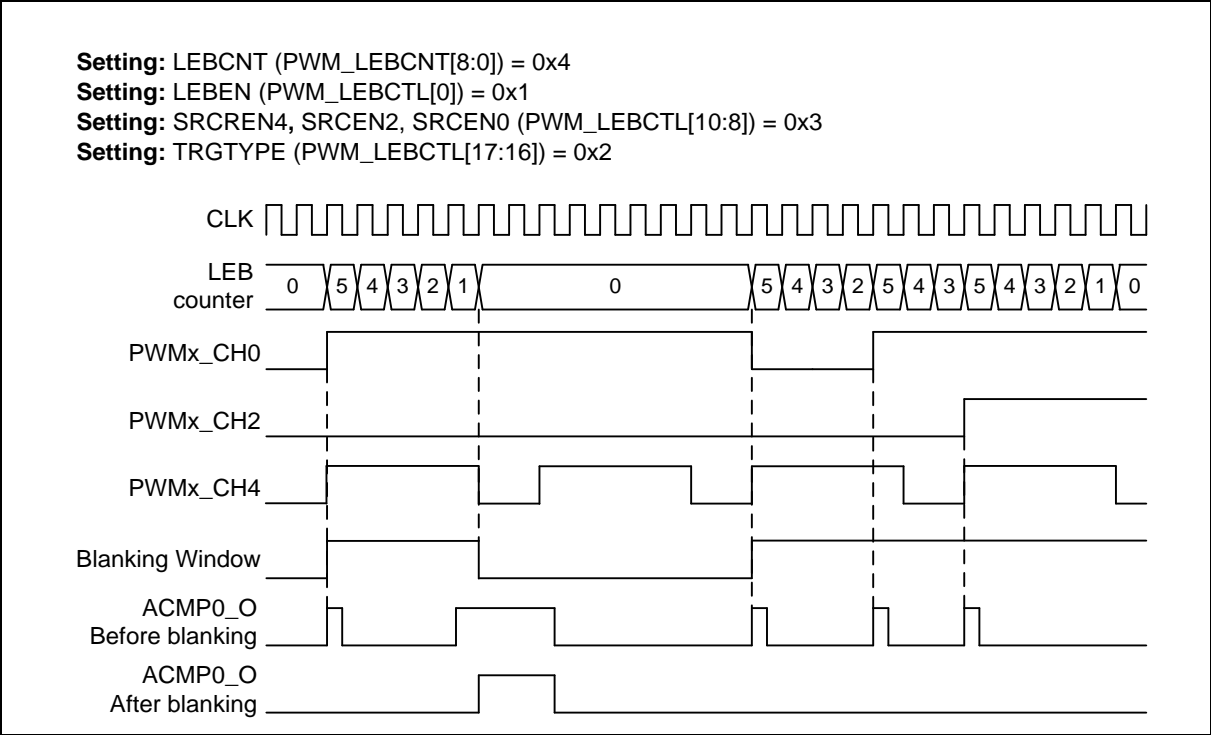 Setting: LEBCNT (PWM_LEBCNT[8:0]) = 0x4
Setting: LEBEN (PWM_LEBCTL[0]) = 0x1
Setting: SRCREN4, SRCEN2, SRCEN0 (PWM_LEBCTL[10:8]) = 0x3
Setting: TRGTYPE (PWM_LEBCTL[17:16]) = 0x2
CLK
LEB
counter
0 5 4 3 2 1 0 5 4 3 2 5 4 3 5 4 3 2 1 0
PWMx_CH0
PWMx_CH2
PWMx_CH4
Blanking Window
ACMP0_O
Before blanking
ACMP0_O
After blanking